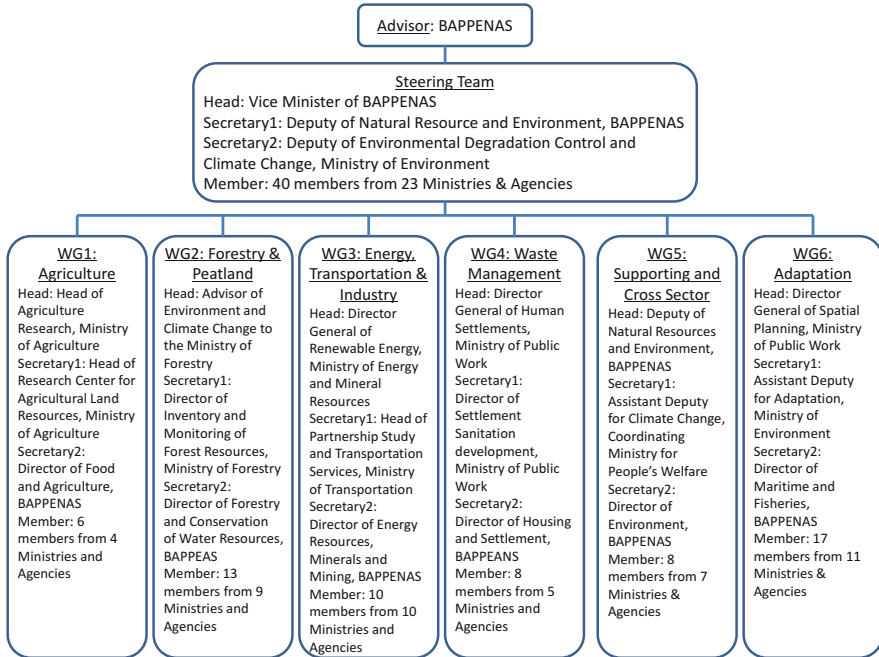 Advisor: BAPPENAS
Steering Team
Head: Vice Minister of BAPPENAS
Secretary1: Deputy of Natural Resource and Environment, BAPPENAS
Secretary2: Deputy of Environmental Degradation Control and
Climate Change, Ministry of Environment
Member: 40 members from 23 Ministries & Agencies
WG1:
Agriculture
Head: Head of
Agriculture
Research, Ministry
of Agriculture
Secretary1: Head of
Research Center for
Agricultural Land
Resources, Ministry
of Agriculture
Secretary2:
Director of Food
and Agriculture,
BAPPENAS
Member: 6
members from 4
Ministries and
Agencies
WG2: Forestry &
Peatland
Head: Advisor of
Environment and
Climate Change to
the Ministry of
Forestry
Secretary1:
Director of
Inventory and
Monitoring of
Forest Resources,
Ministry of Forestry
Secretary2:
Director of Forestry
and Conservation
of Water Resources,
BAPPEAS
Member: 13
members from 9
Ministries and
Agencies
WG3: Energy,
Transportation &
Industry
Head: Director
General of
Renewable Energy,
Ministry of Energy
and Mineral
Resources
Secretary1: Head of
Partnership Study
and Transportation
Services, Ministry
of Transportation
Secretary2:
Director of Energy
Resources,
Minerals and
Mining, BAPPENAS
Member: 10
members from 10
Ministries and
Agencies
WG4: Waste
Management
Head: Director
General of Human
Settlements,
Ministry of Public
Work
Secretary1:
Director of
Settlement
Sanitation
development,
Ministry of Public
Work
Secretary2:
Director of Housing
and Settlement,
BAPPEANS
Member: 8
members from 5
Ministries and
Agencies
WG5:
Supporting and
Cross Sector
Head: Deputy of
Natural Resources
and Environment,
BAPPENAS
Secretary1:
Assistant Deputy
for Climate Change,
Coordinating
Ministry for
People's Welfare
Secretary2:
Director of
Environment,
BAPPENAS
Member: 8
members from 7
Ministries &
Agencies
WG6:
Adaptation
Head: Director
General of Spatial
Planning, Ministry
of Public Work
Secretary1:
Assistant Deputy
for Adaptation,
Ministry of
Environment
Secretary2:
Director of
Maritime and
Fisheries,
BAPPENAS
Member: 17
members from 11
Ministries &
Agencies